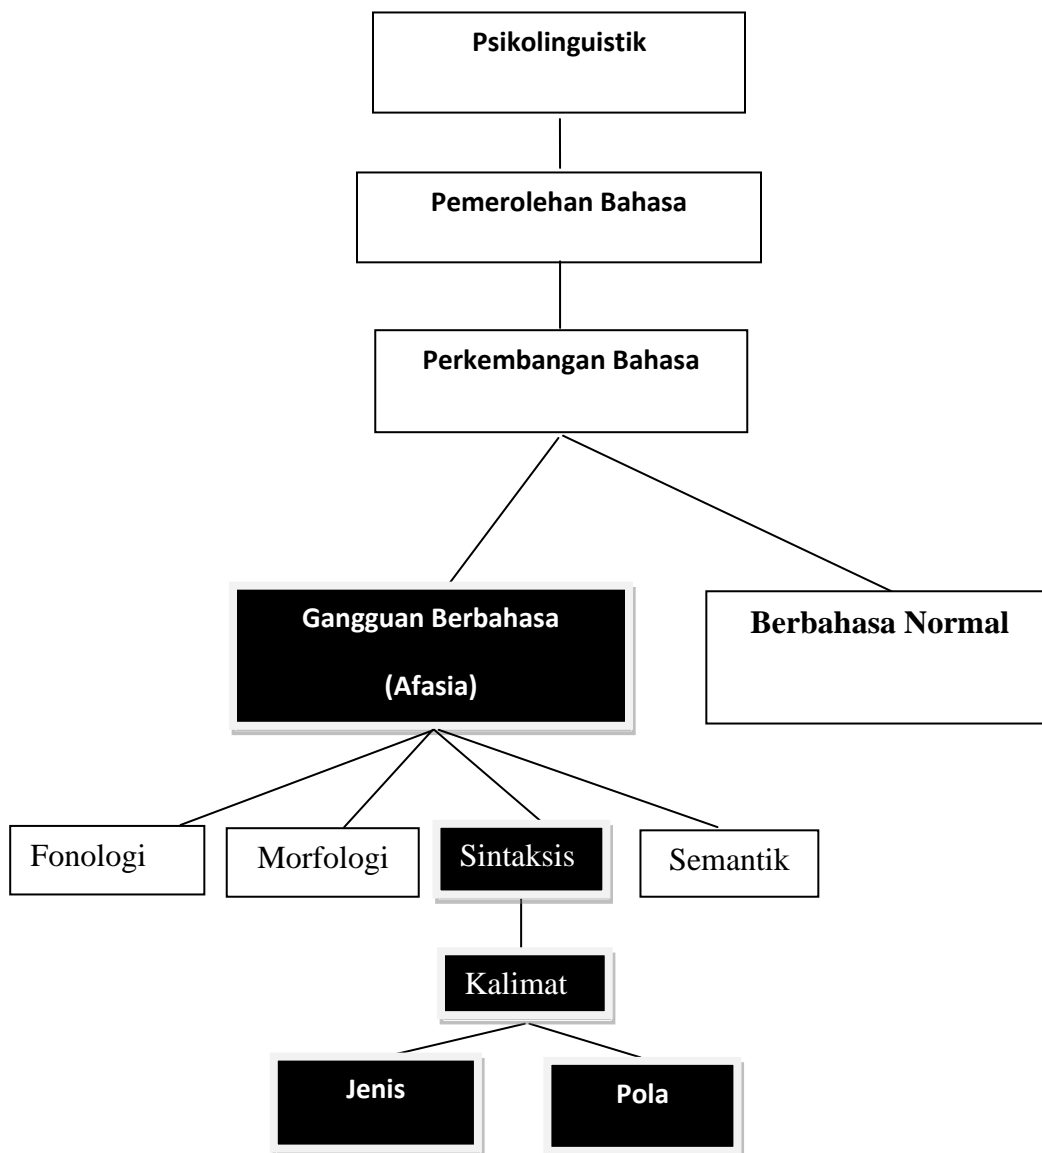 Psikolinguistik
Pemerolehan Bahasa
Perkembangan Bahasa
Gangguan Berbahasa
(Afasia)
Berbahasa Normal
Fonologi
Morfologi
Sintaksis
Semantik
Kalimat
Jenis
Pola